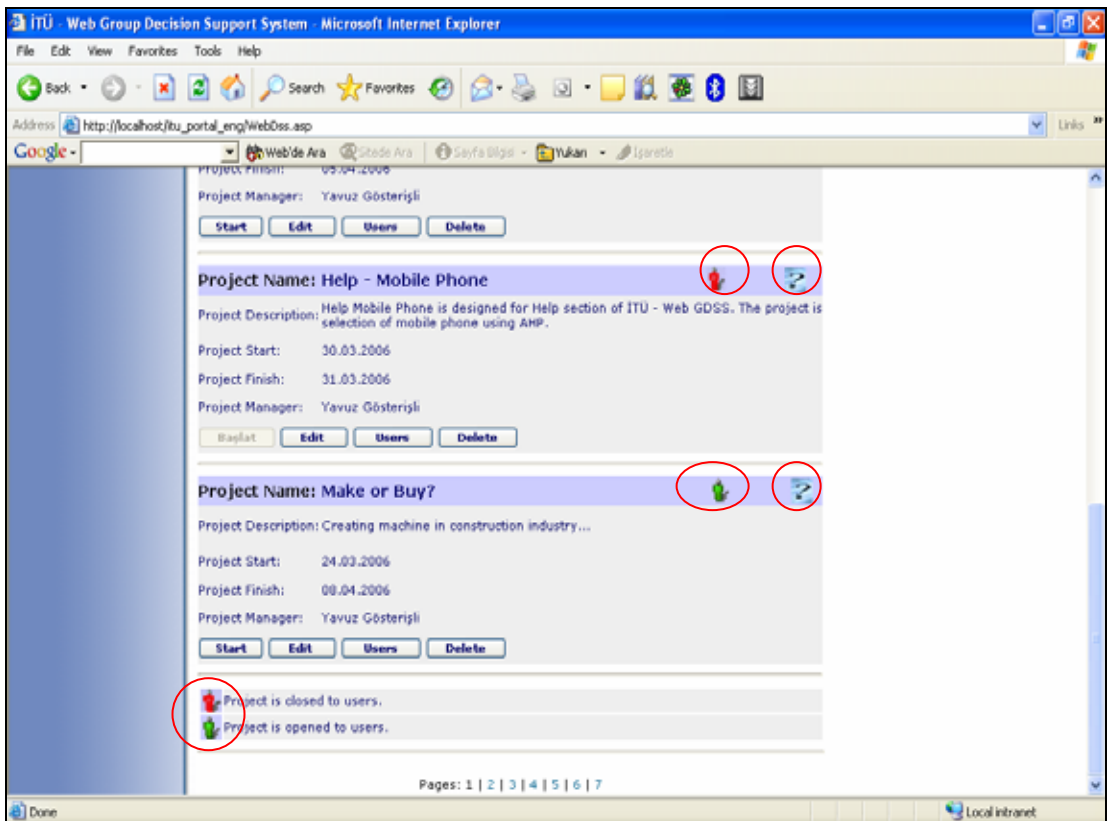 İTÜ - Web Group Decision Support System - Microsoft Internet Explorer
File Edit View Favorites Tools Help
Back Search Favorites
Address http://localhost/itu_portal_eng/WebDss.asp Links »
Google - Web'de Ara Sitede Ara Sayfa Bilgisi Yukarı İşaretle
Project Finish: 05.04.2006
Project Manager: Yavuz Gösterişli
Start Edit Users Delete
Project Name: Help - Mobile Phone
Project Description: Help Mobile Phone is designed for Help section of İTÜ - Web GDSS. The project is
selection of mobile phone using AHP.
Project Start: 30.03.2006
Project Finish: 31.03.2006
Project Manager: Yavuz Gösterişli
Başlat Edit Users Delete
Project Name: Make or Buy?
Project Description: Creating machine in construction industry...
Project Start: 24.03.2006
Project Finish: 08.04.2006
Project Manager: Yavuz Gösterişli
Start Edit Users Delete
Project is closed to users.
Project is opened to users.
Pages: 1 | 2 | 3 | 4 | 5 | 6 | 7
Done Local intranet